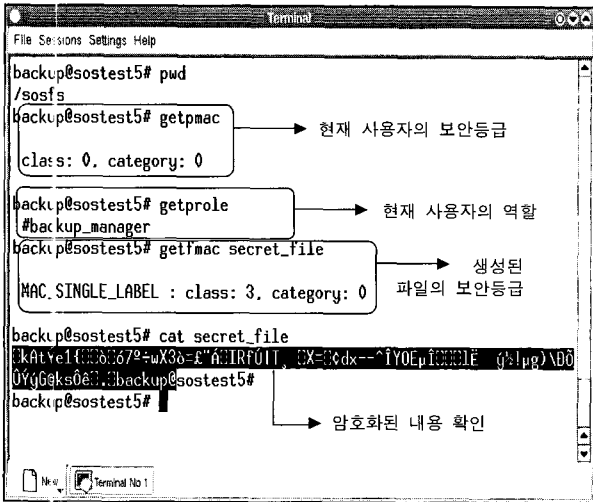 Terminal
File Sessions Settings Help
backup@sostest5# pwd
/sosfs
backup@sostest5# getpmac
현재 사용자의 보안등급
class: 0, category: 0
backup@sostest5# getprole
현재 사용자의 역할
#backup_manager
backup@sostest5# getfmac secret_file
생성된
파일의 보안등급
MAC_SINGLE_LABEL : class: 3, category: 0
backup@sostest5# cat secret_file
backup@sostest5#
backup@sostest5#
암호화된 내용 확인
New
Terminal No 1